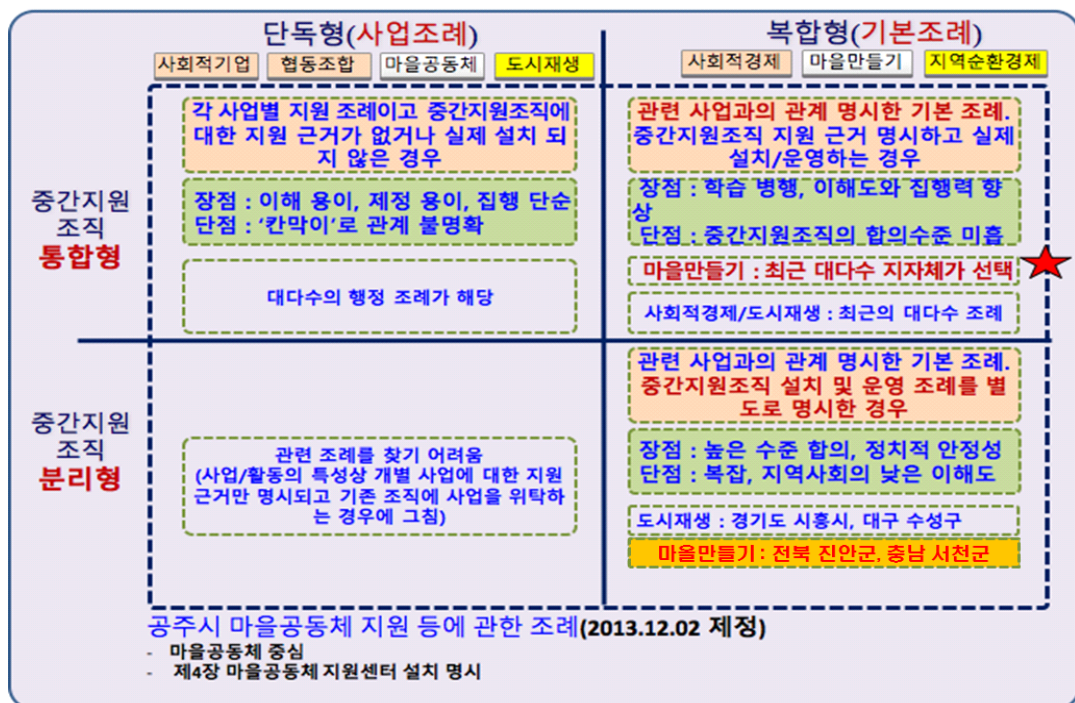 단독형(사업조례)
사회적기업
협동조합
마을공동체
도시재생
복합형(기본조례)
사회적경제
마을만들기
지역순환경제
중간지원
조직
통합형
각 사업별 지원 조례이고 중간지원조직에
대한 지원 근거가 없거나 실제 설치 되
지 않은 경우
장점 : 이해 용이, 제정 용이, 집행 단순
단점 : ‘칸막이’로 관계 불명확
대다수의 행정 조례가 해당
관련 사업과의 관계 명시한 기본 조례.
중간지원조직 지원 근거 명시하고 실제
설치/운영하는 경우
장점 : 학습 병행, 이해도와 집행력 향
상
단점 : 중간지원조직의 합의수준 미흡
마을만들기 : 최근 대다수 지자체가 선택
사회적경제/도시재생 : 최근의 대다수 조례
중간지원
조직
분리형
관련 조례를 찾기 어려움
(사업/활동의 특성상 개별 사업에 대한 지원
근거만 명시되고 기존 조직에 사업을 위탁하
는 경우에 그침)
관련 사업과의 관계 명시한 기본 조례.
중간지원조직 설치 및 운영 조례를 별
도로 명시한 경우
장점 : 높은 수준 합의, 정치적 안정성
단점 : 복잡, 지역사회의 낮은 이해도
도시재생 : 경기도 시흥시, 대구 수성구
마을만들기 : 전북 진안군, 충남 서천군
공주시 마을공동체 지원 등에 관한 조례(2013.12.02 제정)
- 마을공동체 중심
- 제4장 마을공동체 지원센터 설치 명시